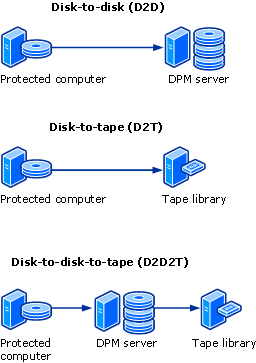 Disk-to-disk (D2D)
Protected computer
DPM server
Disk-to-tape (D2T)
Protected computer
Tape library
Disk-to-disk-to-tape (D2D2T)
Protected
computer
DPM server
Tape library